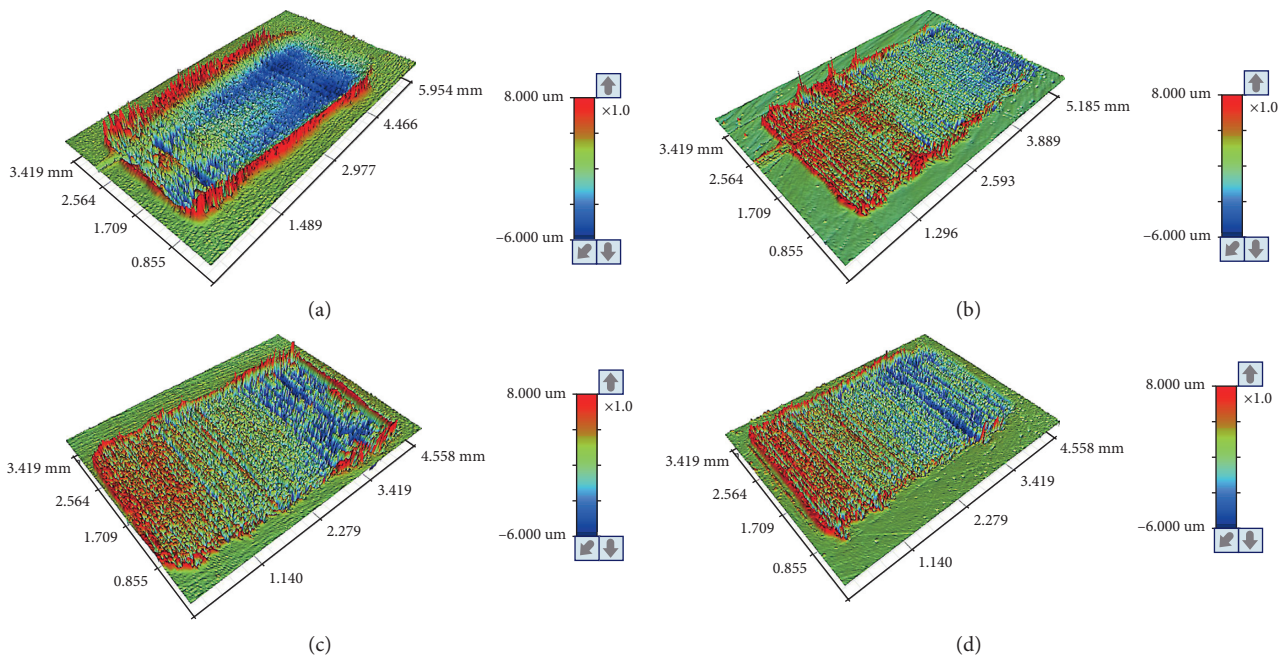 8.000 um
×1.0
–6.000 um
5.954 mm
4.466
2.977
1.489
3.419 mm
2.564
1.709
0.855
(a)
8.000 um
×1.0
–6.000 um
5.185 mm
3.889
2.593
1.296
3.419 mm
2.564
1.709
0.855
(b)
8.000 um
×1.0
–6.000 um
4.558 mm
3.419
2.279
1.140
3.419 mm
2.564
1.709
0.855
(c)
8.000 um
×1.0
–6.000 um
4.558 mm
3.419
2.279
1.140
3.419 mm
2.564
1.709
0.855
(d)